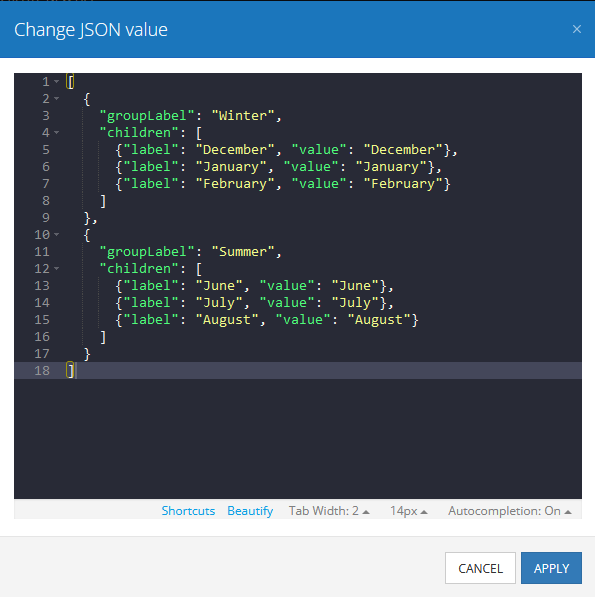 Change JSON value ×
1 [
2 {
3 "groupLabel": "Winter",
4 "children": [
5 {"label": "December", "value": "December"},
6 {"label": "January", "value": "January"},
7 {"label": "February", "value": "February"}
8 ]
9 },
10 {
11 "groupLabel": "Summer",
12 "children": [
13 {"label": "June", "value": "June"},
14 {"label": "July", "value": "July"},
15 {"label": "August", "value": "August"}
16 ]
17 }
18 ]
Shortcuts Beautify Tab Width: 2 14px Autocompletion: On
CANCEL APPLY